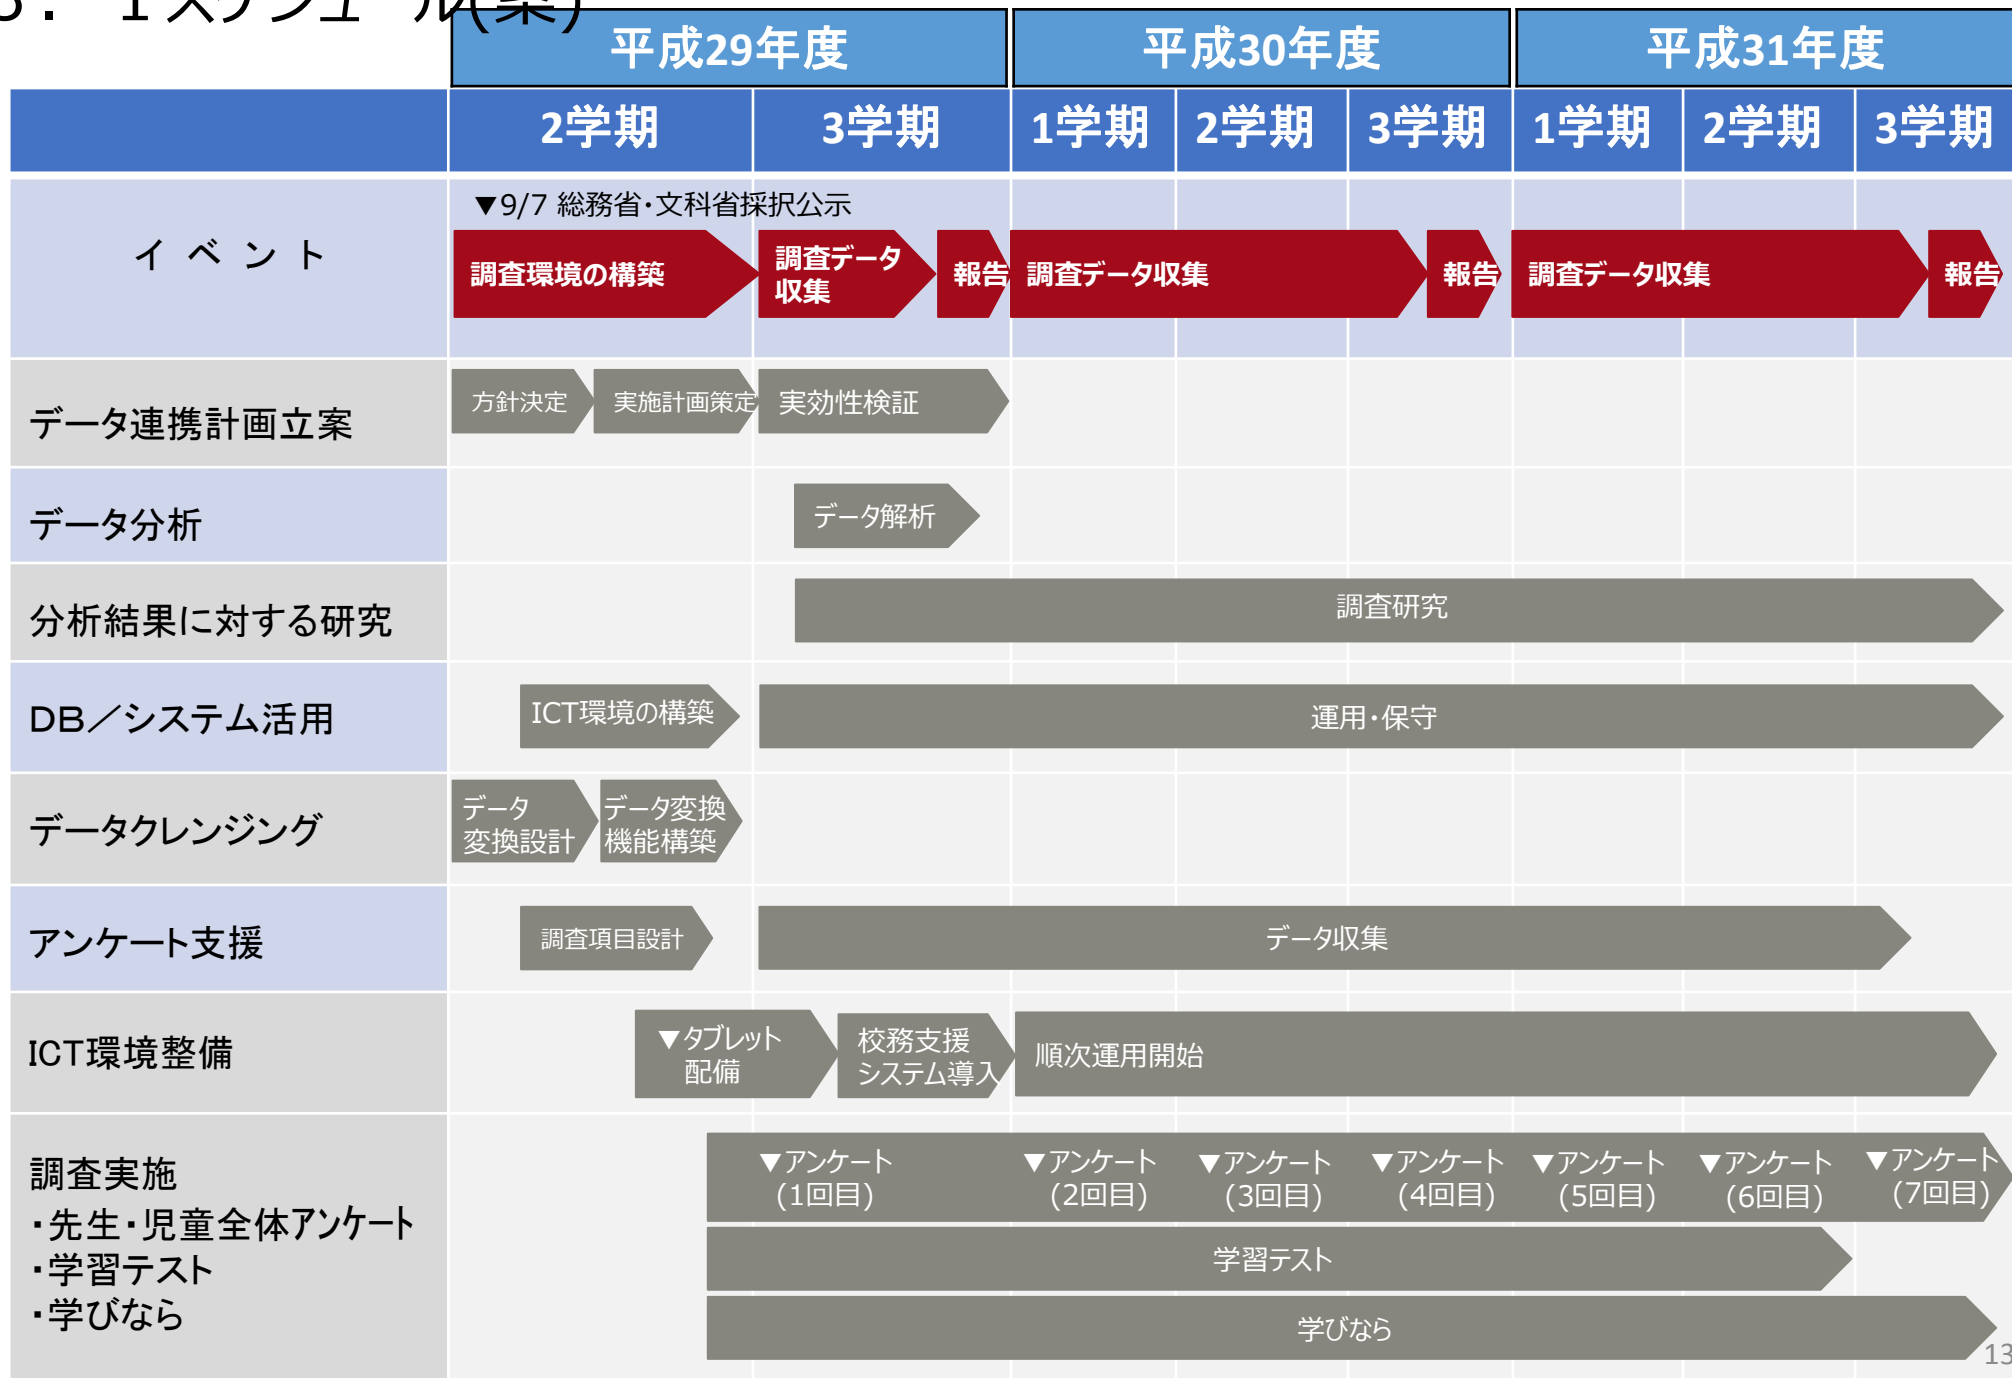 １スケジュール(案)
平成29年度 平成30年度 平成31年度
2学期 3学期 1学期 2学期 3学期 1学期 2学期 3学期
イベント
▼9/7 総務省・文科省採択公示
調査環境の構築
調査データ
収集
報告
調査データ収集
報告
調査データ収集
報告
データ連携計画立案
方針決定
実施計画策定
実効性検証
データ分析
データ解析
分析結果に対する研究
調査研究
ＤＢ／システム活用
ICT環境の構築
運用・保守
データクレンジング
データ
変換設計
データ変換
機能構築
アンケート支援
調査項目設計
データ収集
ICT環境整備
▼タブレット
配備
校務支援
システム導入
順次運用開始
調査実施
・先生・児童全体アンケート
・学習テスト
・学びなら
▼アンケート
(1回目)
▼アンケート
(2回目)
▼アンケート
(3回目)
▼アンケート
(4回目)
▼アンケート
(5回目)
▼アンケート
(6回目)
▼アンケート
(7回目)
学習テスト
学びなら
13